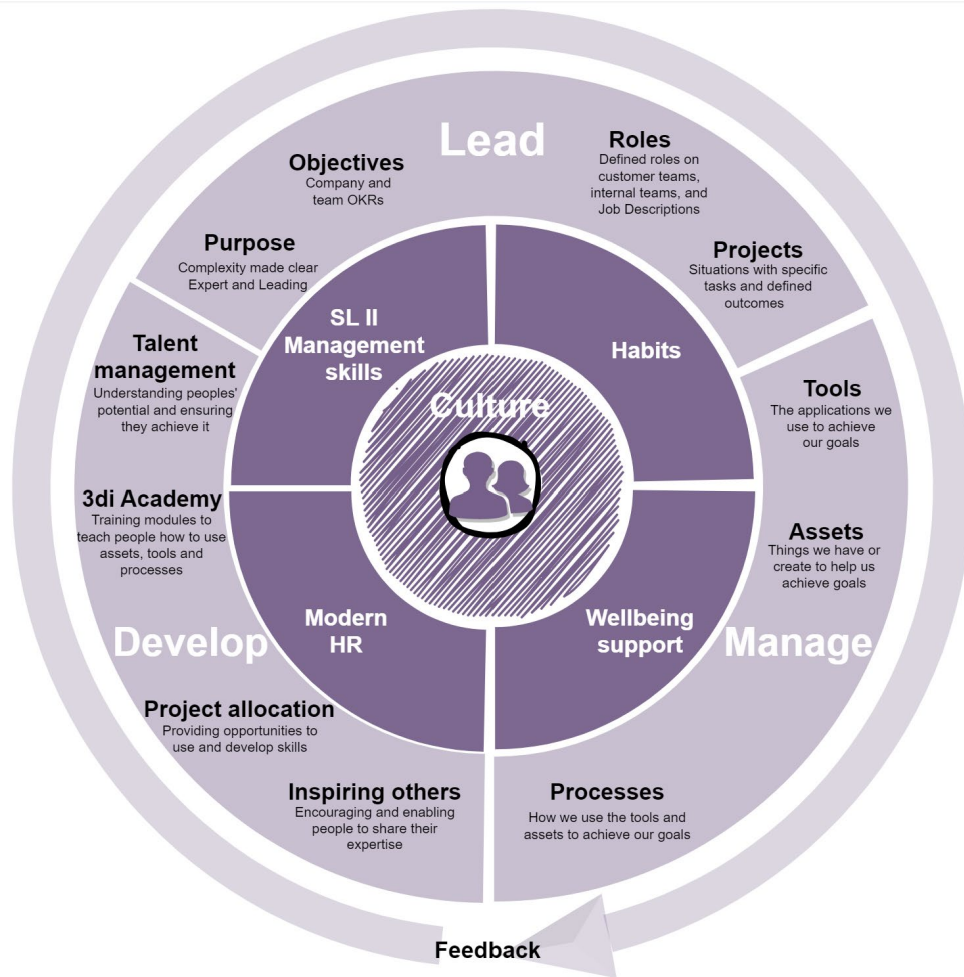 Lead
Objectives
Company and
team OKRs
Purpose
Complexity made clear
Expert and Leading
Roles
Defined roles on
customer teams,
internal teams, and
Job Descriptions
Projects
Situations with specific
tasks and defined
outcomes
Tools
The applications we
use to achieve
our goals
Assets
Things we have or
create to help us
achieve goals
Manage
Processes
How we use the tools and
assets to achieve our goals
Talent
management
Understanding peoples'
potential and ensuring
they achieve it
3di Academy
Training modules to
teach people how to use
assets, tools and
processes
Develop
Project allocation
Providing opportunities to
use and develop skills
Inspiring others
Encouraging and enabling
people to share their
expertise
SL II
Management
skills
Habits
Modern
HR
Wellbeing
support
Culture
Feedback